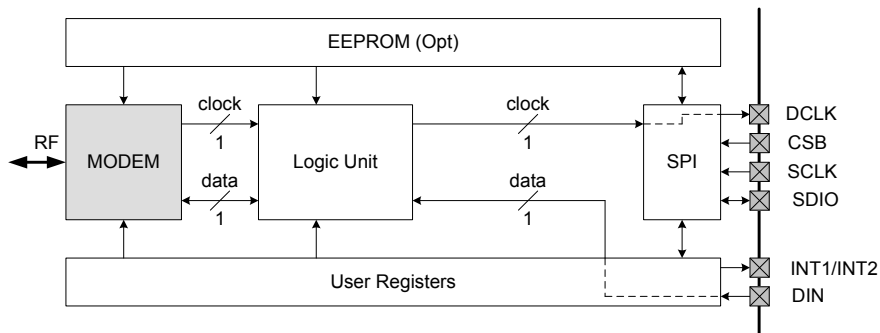 EEPROM (Opt)
clock
clock
DCLK
RF
1
1
CSB
MODEM
Logic Unit
SPI
SCLK
data
data
SDIO
1
1
INT1/INT2
User Registers
DIN